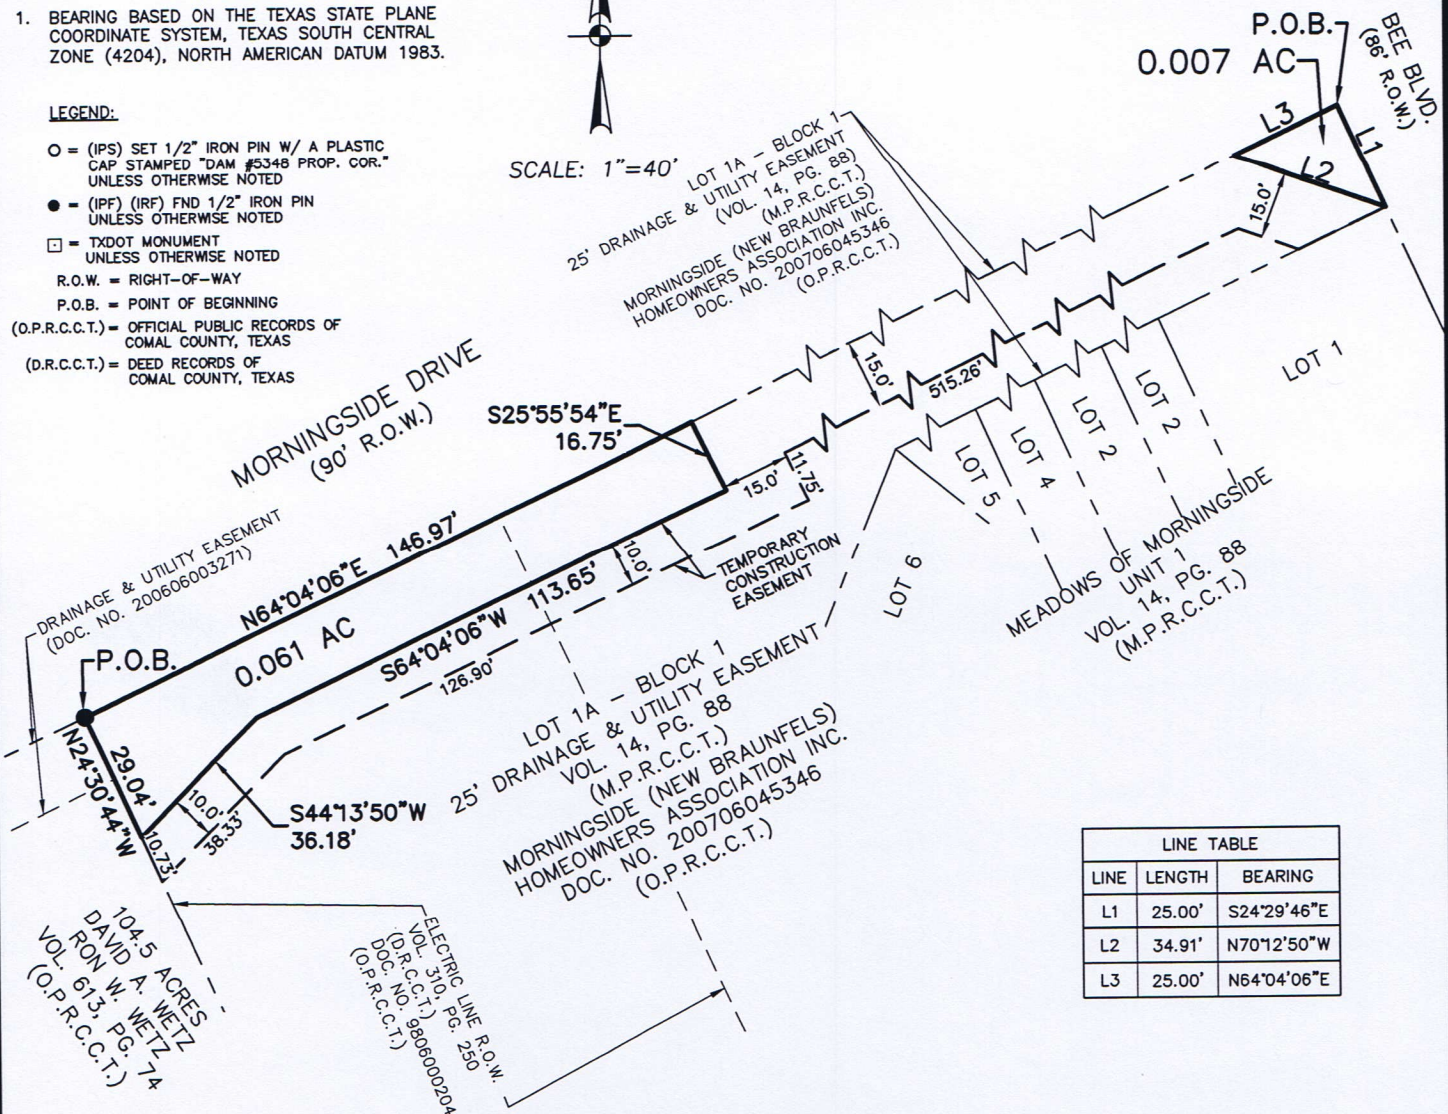 1. BEARING BASED ON THE TEXAS STATE PLANE
COORDINATE SYSTEM, TEXAS SOUTH CENTRAL
ZONE (4204), NORTH AMERICAN DATUM 1983.
LEGEND:
O = (IPS) SET 1/2" IRON PIN W/ A PLASTIC
CAP STAMPED "DAM #5348 PROP. COR."
UNLESS OTHERWISE NOTED
● = (IPF) (IRF) FND 1/2" IRON PIN
UNLESS OTHERWISE NOTED
⊡ = TXDOT MONUMENT
UNLESS OTHERWISE NOTED
R.O.W. = RIGHT-OF-WAY
P.O.B. = POINT OF BEGINNING
(O.P.R.C.C.T.) = OFFICIAL PUBLIC RECORDS OF
COMAL COUNTY, TEXAS
(D.R.C.C.T.) = DEED RECORDS OF
COMAL COUNTY, TEXAS
SCALE: 1"=40'
P.O.B.
0.007 AC
BEE BLVD.
(86' R.O.W.)
L3
L1
L2
15.0'
LOT 1A - BLOCK 1
25' DRAINAGE & UTILITY EASEMENT
(VOL. 14, PG. 88)
(M.P.R.C.C.T.)
MORNINGSIDE (NEW BRAUNFELS)
HOMEOWNERS ASSOCIATION INC.
DOC. NO. 200706045346
(O.P.R.C.C.T.)
MORNINGSIDE DRIVE
(90' R.O.W.)
S25°55'54"E
16.75'
15.0'
515.26'
15.0'
11.75'
LOT 1
LOT 2
LOT 2
LOT 4
LOT 5
LOT 6
MEADOWS OF MORNINGSIDE
UNIT 1
VOL. 14, PG. 88
(M.P.R.C.C.T.)
DRAINAGE & UTILITY EASEMENT
(DOC. NO. 200606003271)
N64°04'06"E 146.97'
0.061 AC
P.O.B.
S64°04'06"W 113.65'
126.90'
10.0'
TEMPORARY
CONSTRUCTION
EASEMENT
29.04'
N24°30'44"W
10.73'
10.0'
38.33'
S44°13'50"W
36.18'
LOT 1A - BLOCK 1
25' DRAINAGE & UTILITY EASEMENT
VOL. 14, PG. 88
(M.P.R.C.C.T.)
MORNINGSIDE (NEW BRAUNFELS)
HOMEOWNERS ASSOCIATION INC.
DOC. NO. 200706045346
(O.P.R.C.C.T.)
104.5 ACRES
DAVID A. WETZ
RON W. WETZ
VOL. 613, PG. 74
(O.P.R.C.C.T.)
ELECTRIC LINE R.O.W.
VOL. 310, PG. 250
(D.R.C.C.T.)
DOC. NO. 9806000204
(O.P.R.C.C.T.)
LINE TABLE
LINE LENGTH BEARING
L1 25.00' S24°29'46"E
L2 34.91' N70°12'50"W
L3 25.00' N64°04'06"E